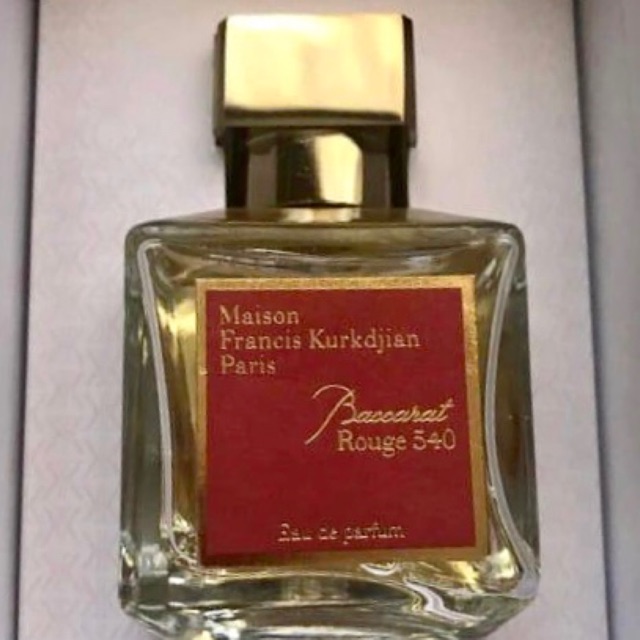 Maison
Francis Kurkdjian
Paris
Baccarat
Rouge 540
Eau de parfum